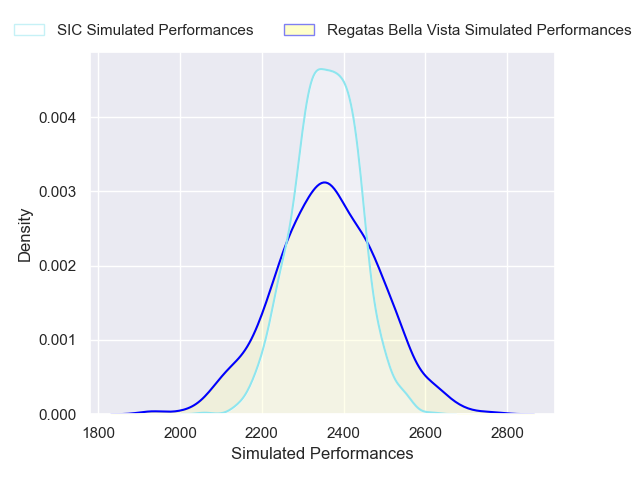 SIC Simulated Performances Regatas Bella Vista Simulated Performances
0.004
0.003
0.002
0.001
0.000
Density
1800 2000 2200 2400 2600 2800
Simulated Performances